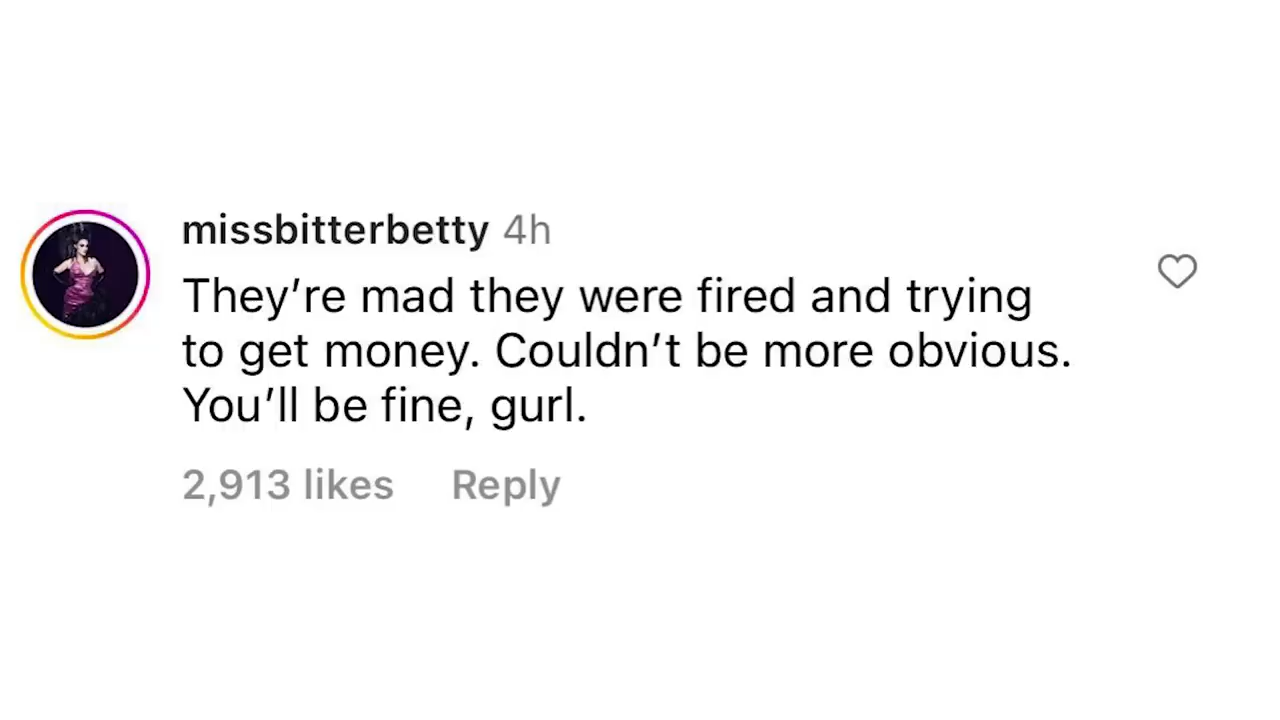 missbitterbetty 4h
They’re mad they were fired and trying
to get money. Couldn’t be more obvious.
You’ll be fine, gurl.
2,913 likes Reply